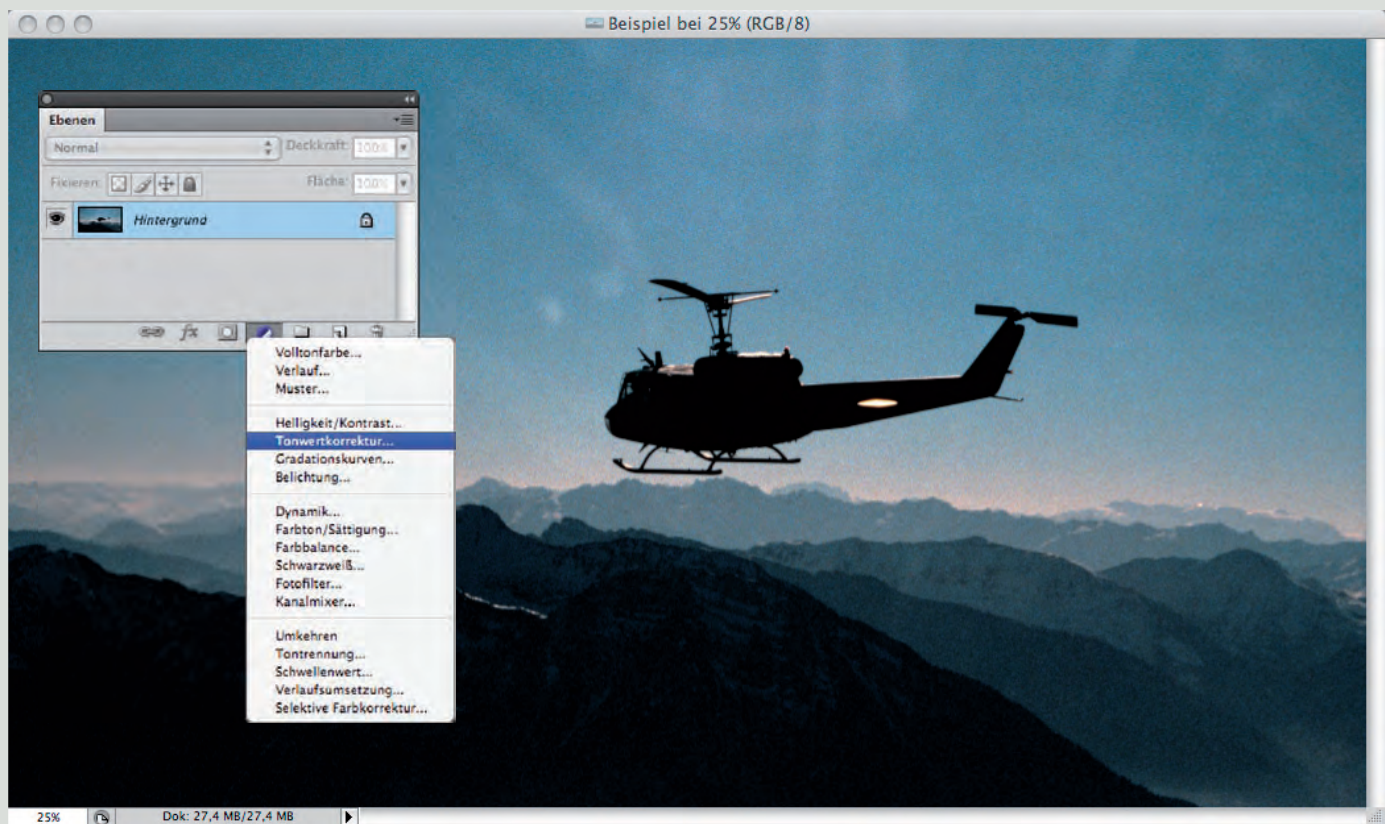 Beispiel bei 25% (RGB/8)
Ebenen
Normal
Deckkraft: 100%
Fixieren:
Fläche: 100%
Hintergrund
fx
Volltonfarbe...
Verlauf...
Muster...
Helligkeit/Kontrast...
Tonwertkorrektur...
Gradationskurven...
Belichtung...
Dynamik...
Farbton/Sättigung...
Farbbalance...
Schwarzweiß...
Fotofilter...
Kanalmixer...
Umkehren
Tontrennung...
Schwellenwert...
Verlaufsumsetzung...
Selektive Farbkorrektur...
25%
Dok: 27,4 MB/27,4 MB